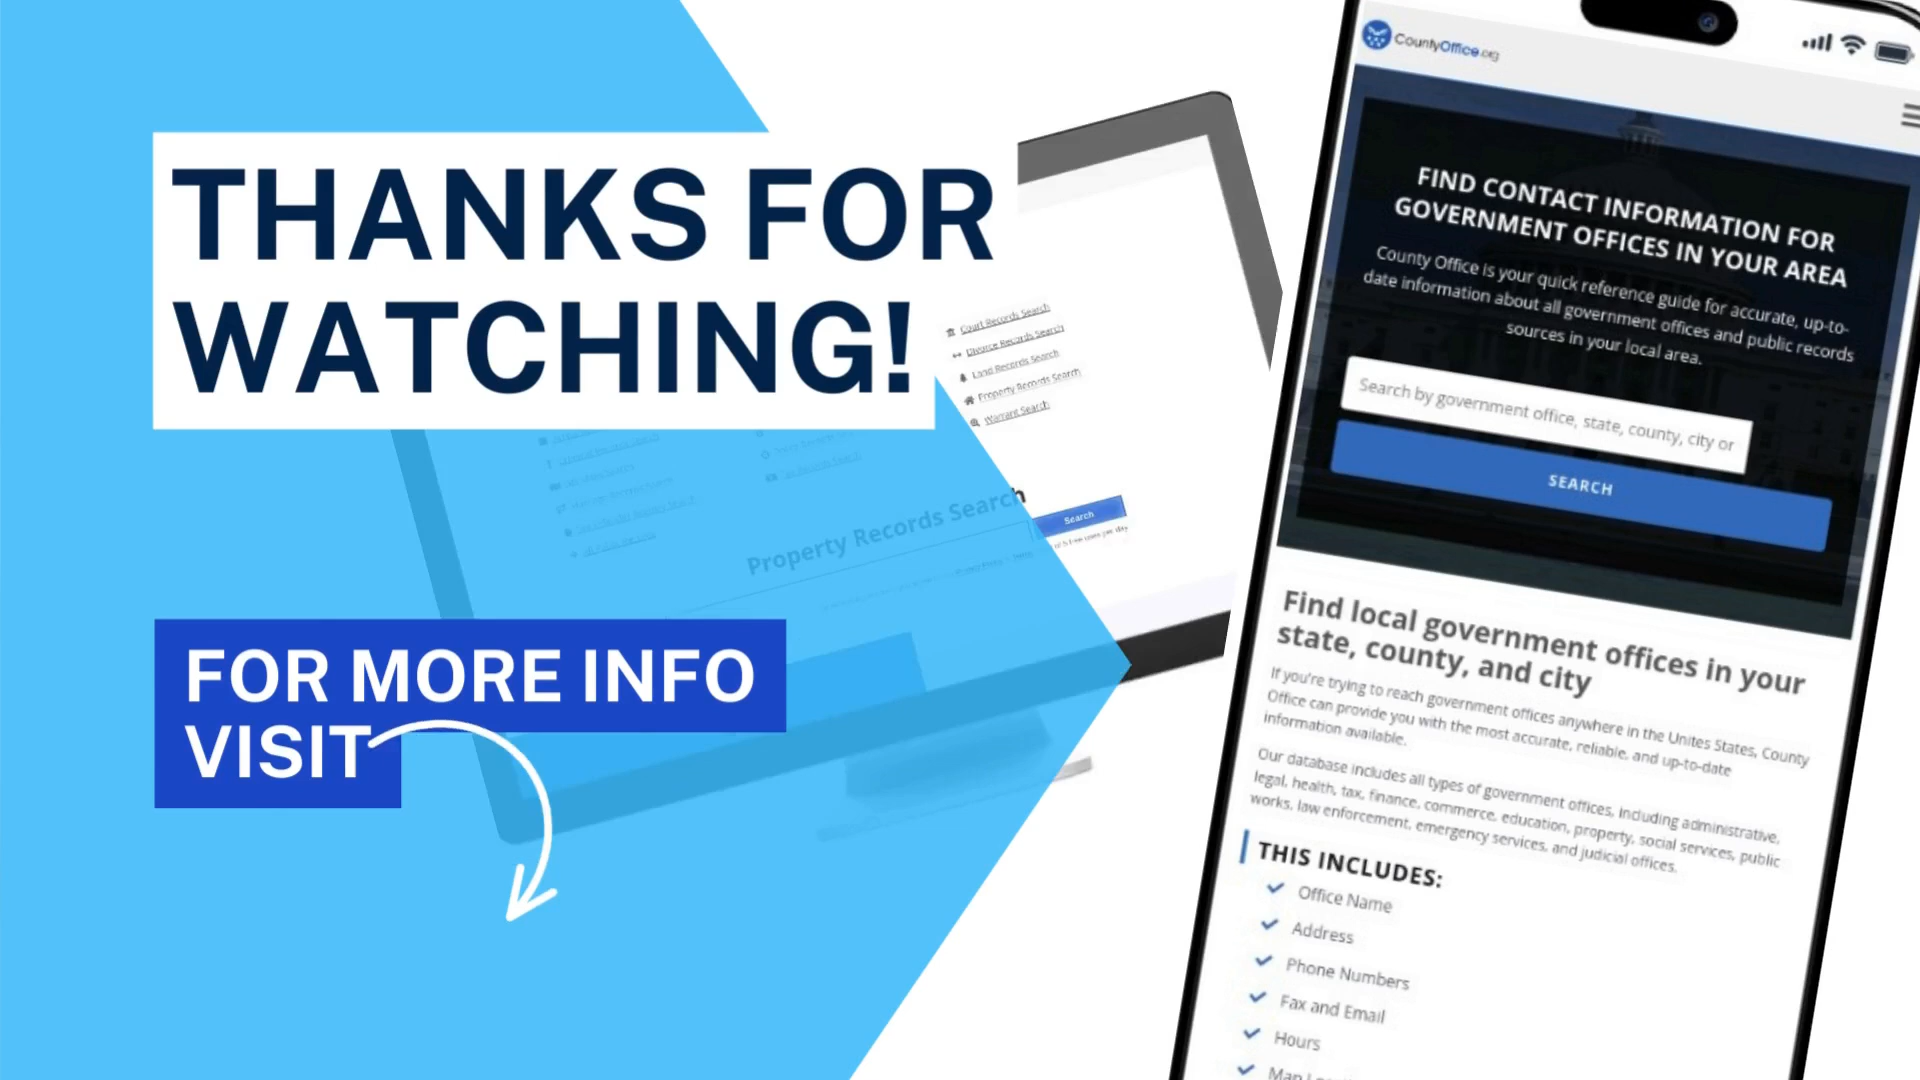 THANKS FOR
WATCHING!
FOR MORE INFO
VISIT
Court Records Search
Divorce Records Search
Land Records Search
Property Records Search
Warrant Search
Property Records Search
Search
of 5 free uses per day
CountyOffice.org
FIND CONTACT INFORMATION FOR
GOVERNMENT OFFICES IN YOUR AREA
County Office is your quick reference guide for accurate, up-to-
date information about all government offices and public records
sources in your local area.
Search by government office, state, county, city or
SEARCH
Find local government offices in your
state, county, and city
If you're trying to reach government offices anywhere in the Unites States, County
Office can provide you with the most accurate, reliable, and up-to-date
information available.
Our database includes all types of government offices, including administrative,
legal, health, tax, finance, commerce, education, property, social services, public
works, law enforcement, emergency services, and judicial offices.
THIS INCLUDES:
Office Name
Address
Phone Numbers
Fax and Email
Hours
Map